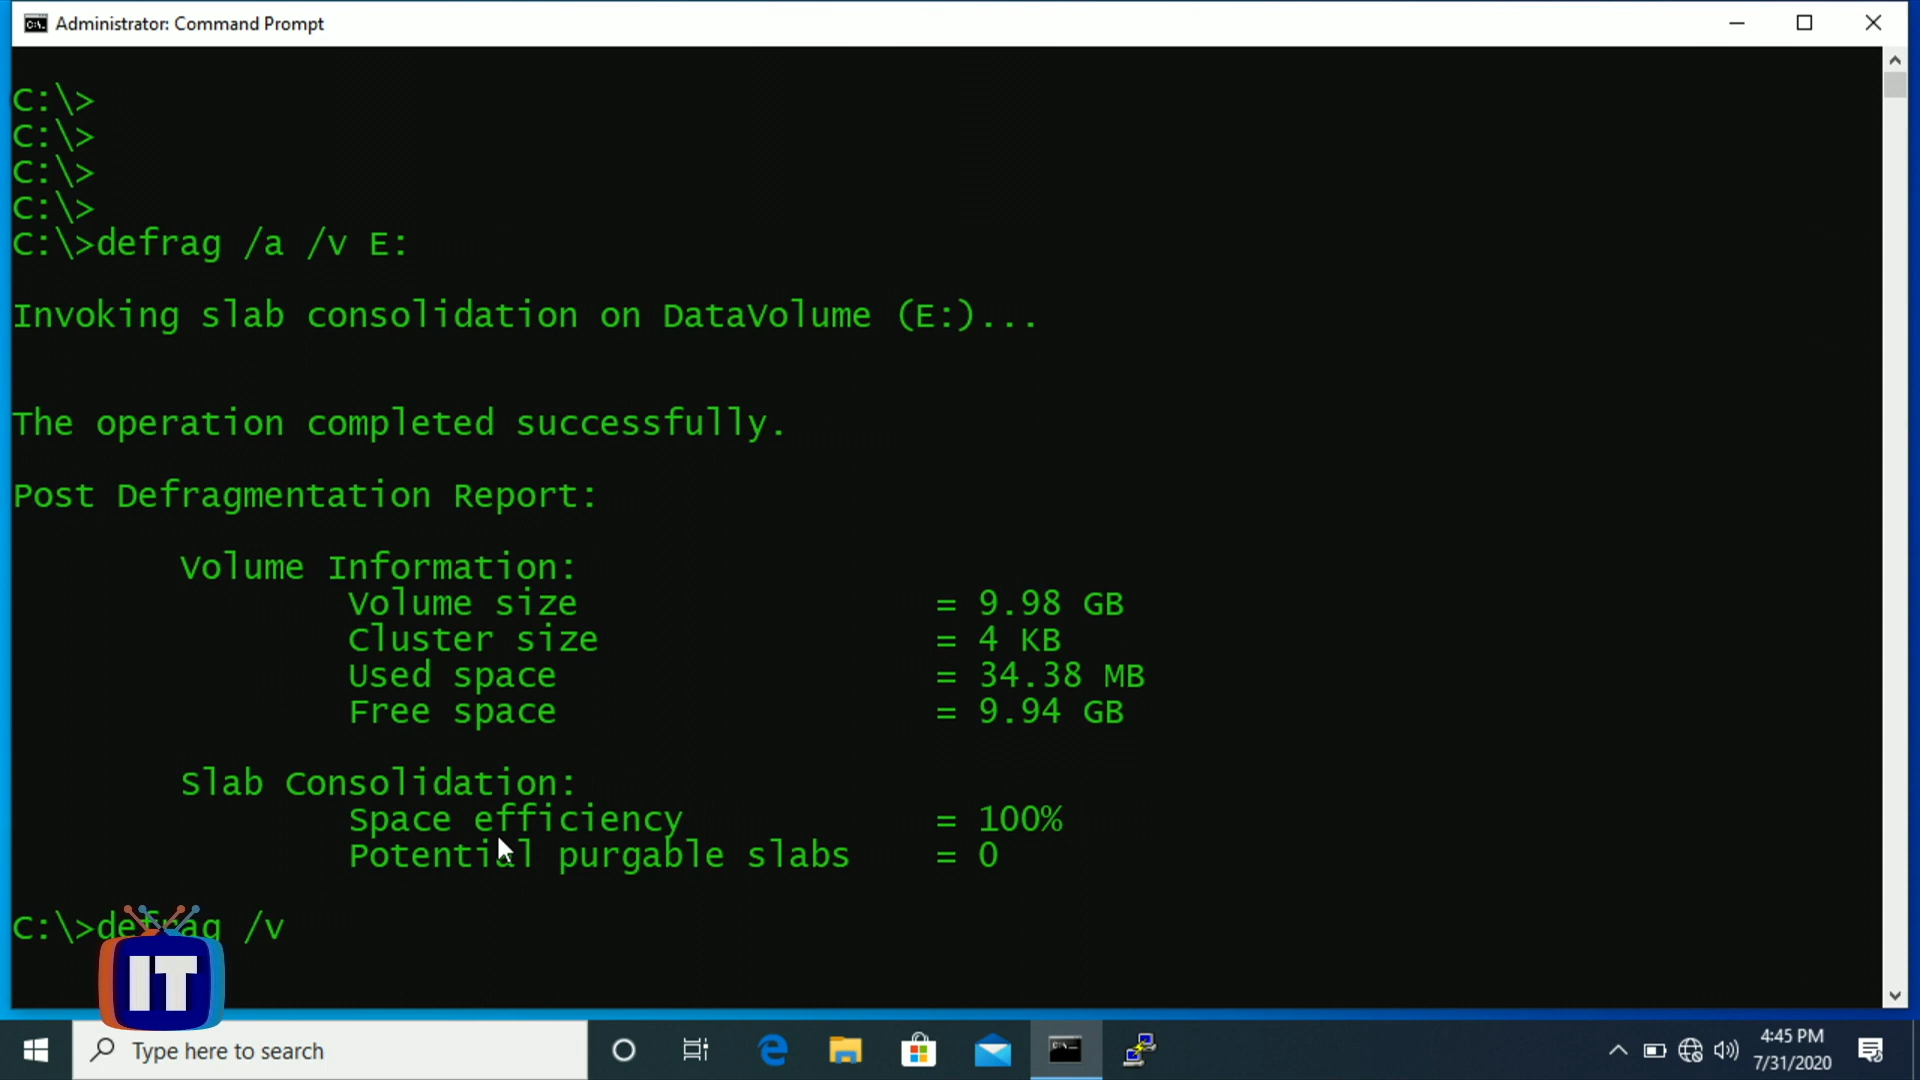 Administrator: Command Prompt
C:\>
C:\>
C:\>
C:\>
C:\>defrag /a /v E:
Invoking slab consolidation on DataVolume (E:)...
The operation completed successfully.
Post Defragmentation Report:
Volume Information:
Volume size = 9.98 GB
Cluster size = 4 KB
Used space = 34.38 MB
Free space = 9.94 GB
Slab Consolidation:
Space efficiency = 100%
Potential purgable slabs = 0
C:\>defrag /v
IT
Type here to search
4:45 PM
7/31/2020